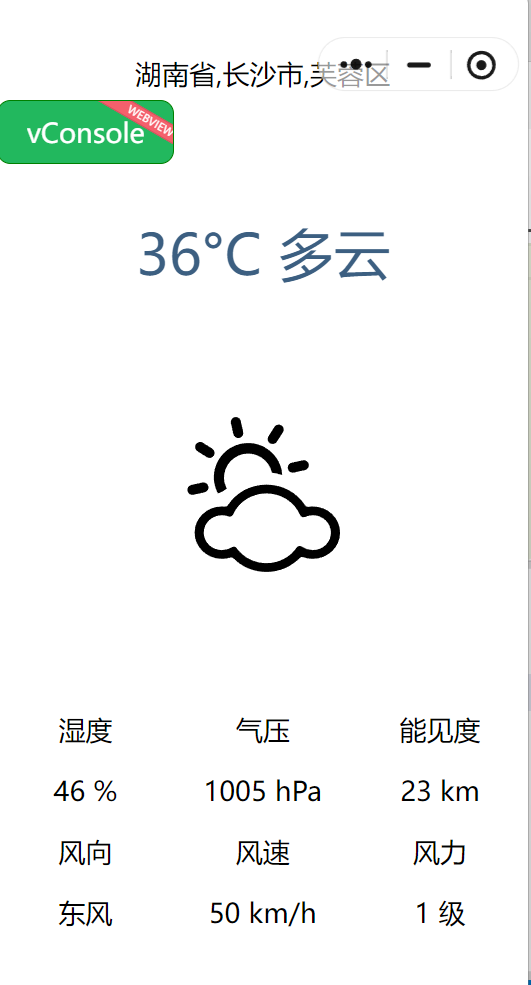 湖南省,长沙市,芙蓉区
vConsole
WEBVIEW
36°C 多云
湿度 气压 能见度
46 % 1005 hPa 23 km
风向 风速 风力
东风 50 km/h 1 级